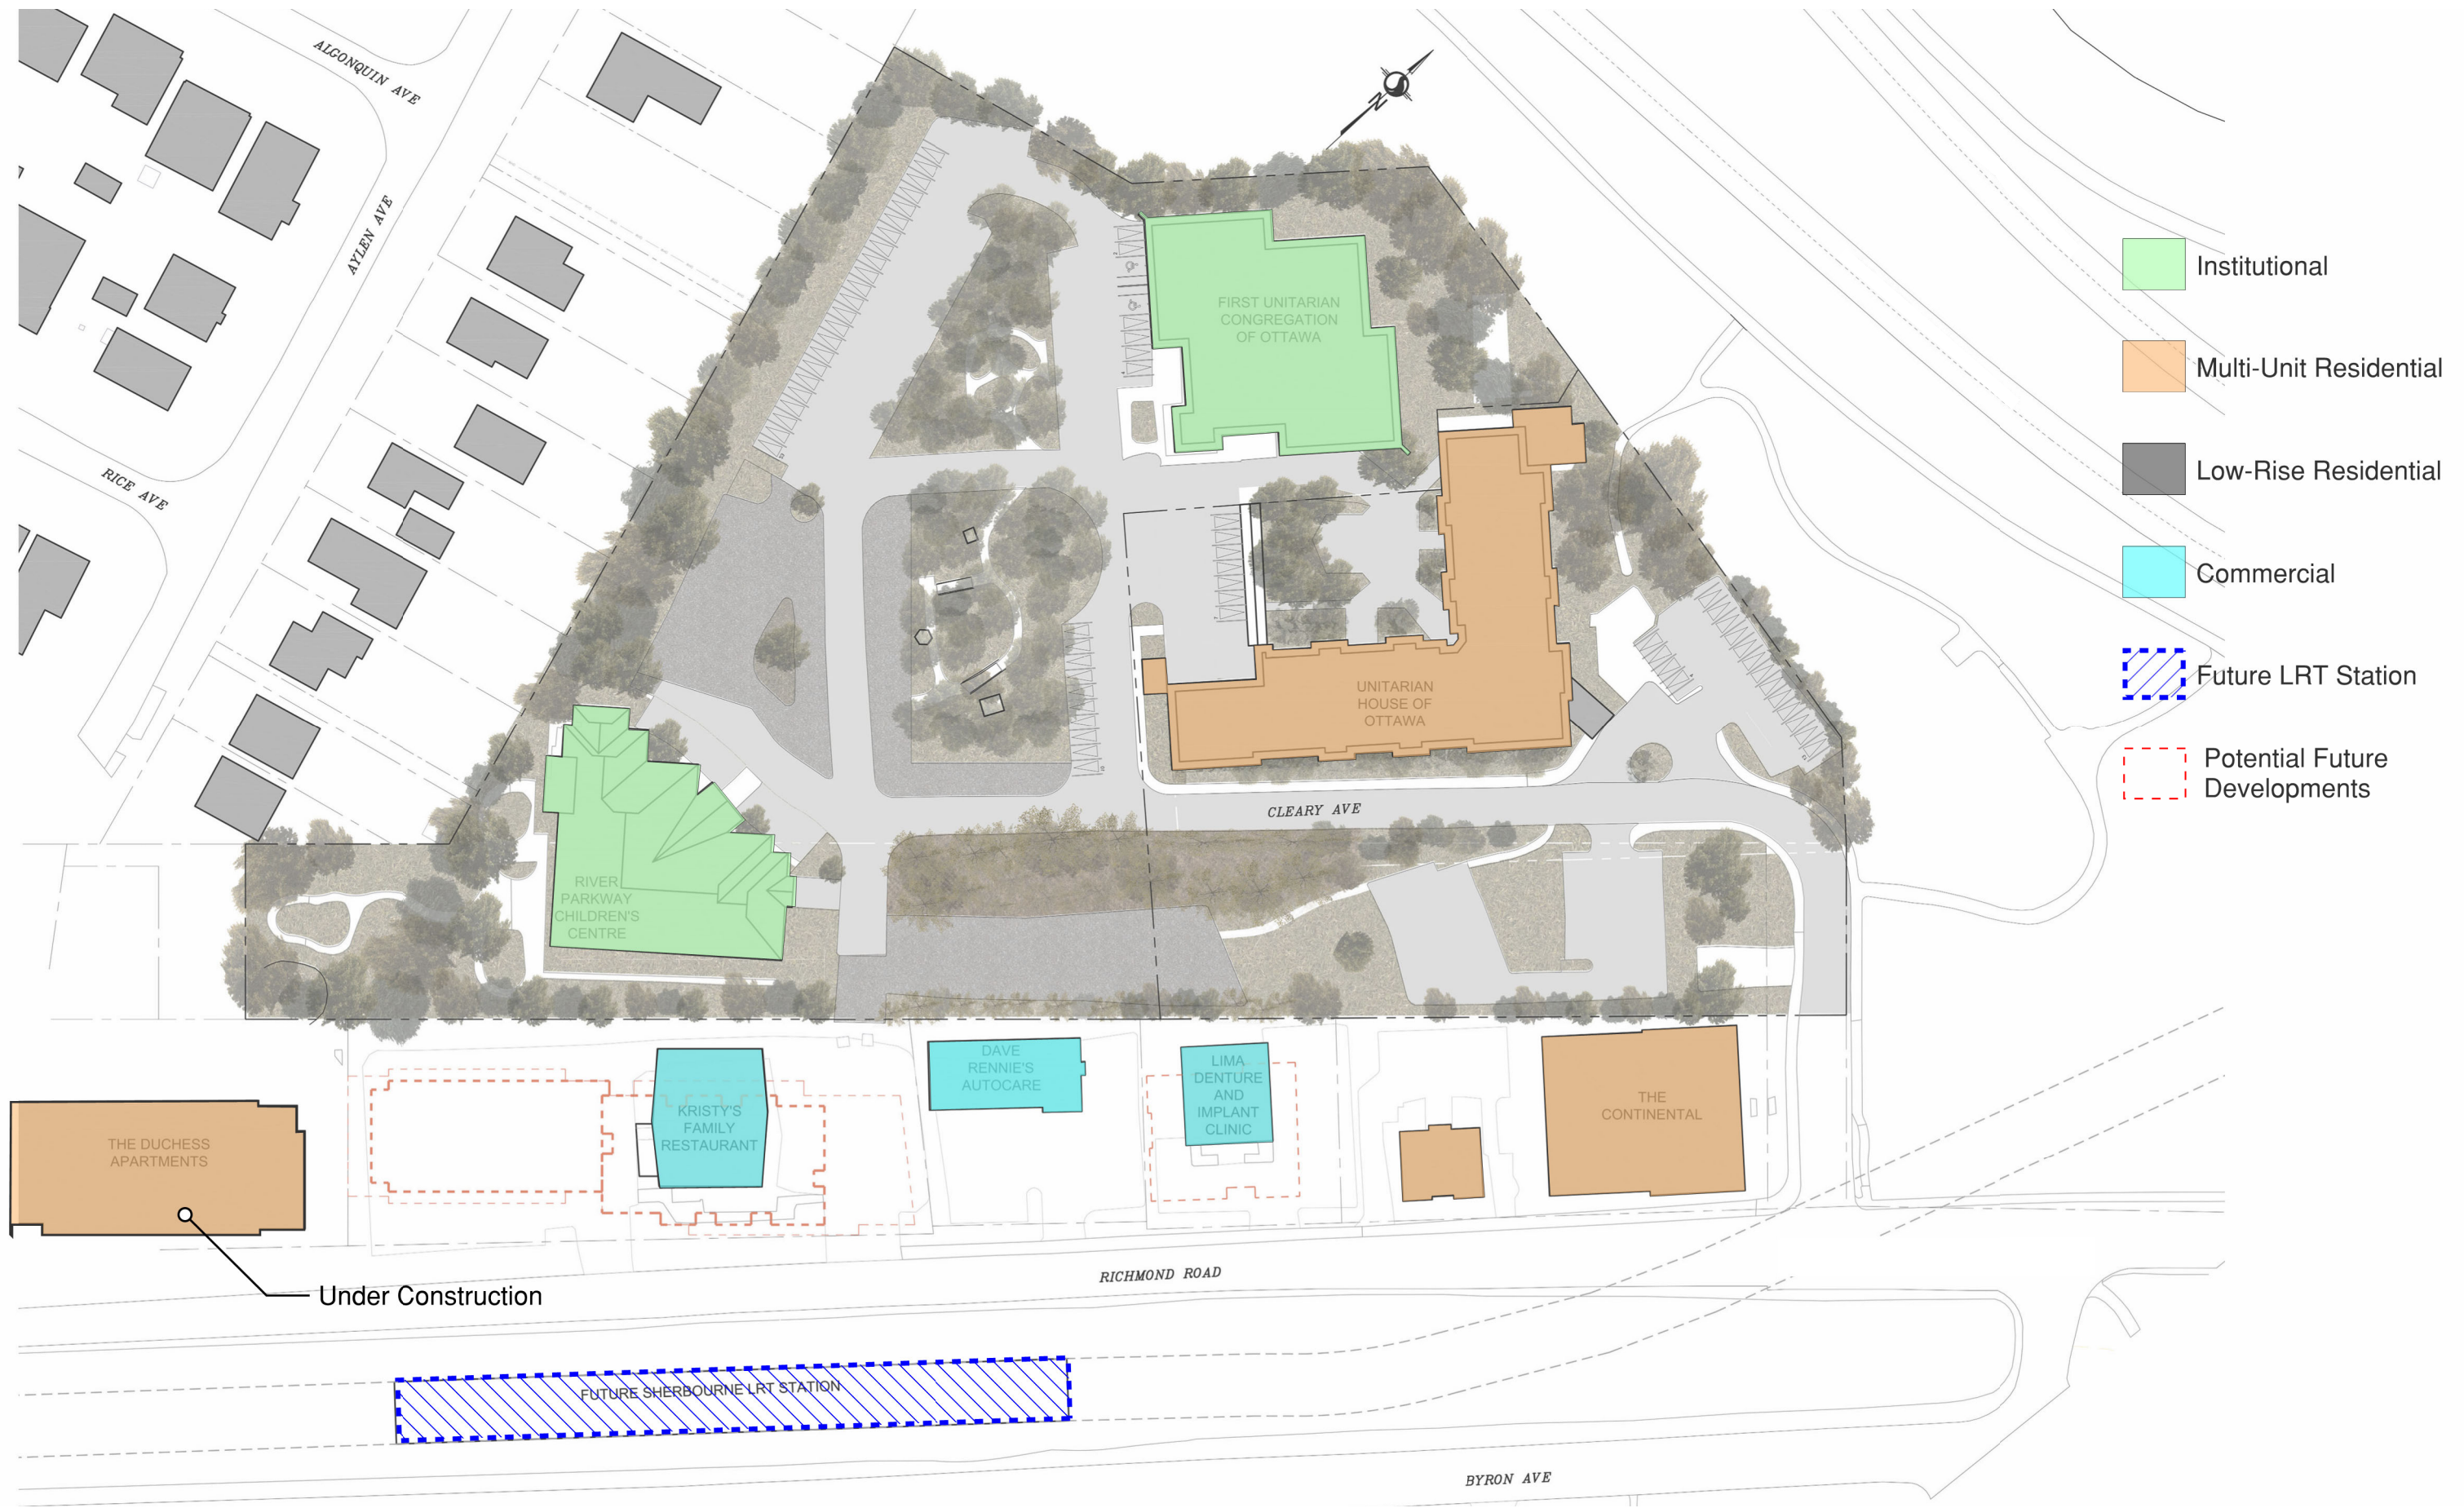 ALGONQUIN AVE
AYLEN AVE
RICE AVE
N
FIRST UNITARIAN
CONGREGATION
OF OTTAWA
UNITARIAN
HOUSE OF
OTTAWA
CLEARY AVE
RIVER
PARKWAY
CHILDREN'S
CENTRE
THE DUCHESS
APARTMENTS
Under Construction
KRISTY'S
FAMILY
RESTAURANT
DAVE
RENNIE'S
AUTOCARE
LIMA
DENTURE
AND
IMPLANT
CLINIC
THE
CONTINENTAL
RICHMOND ROAD
FUTURE SHERBOURNE LRT STATION
BYRON AVE
Institutional
Multi-Unit Residential
Low-Rise Residential
Commercial
Future LRT Station
Potential Future
Developments